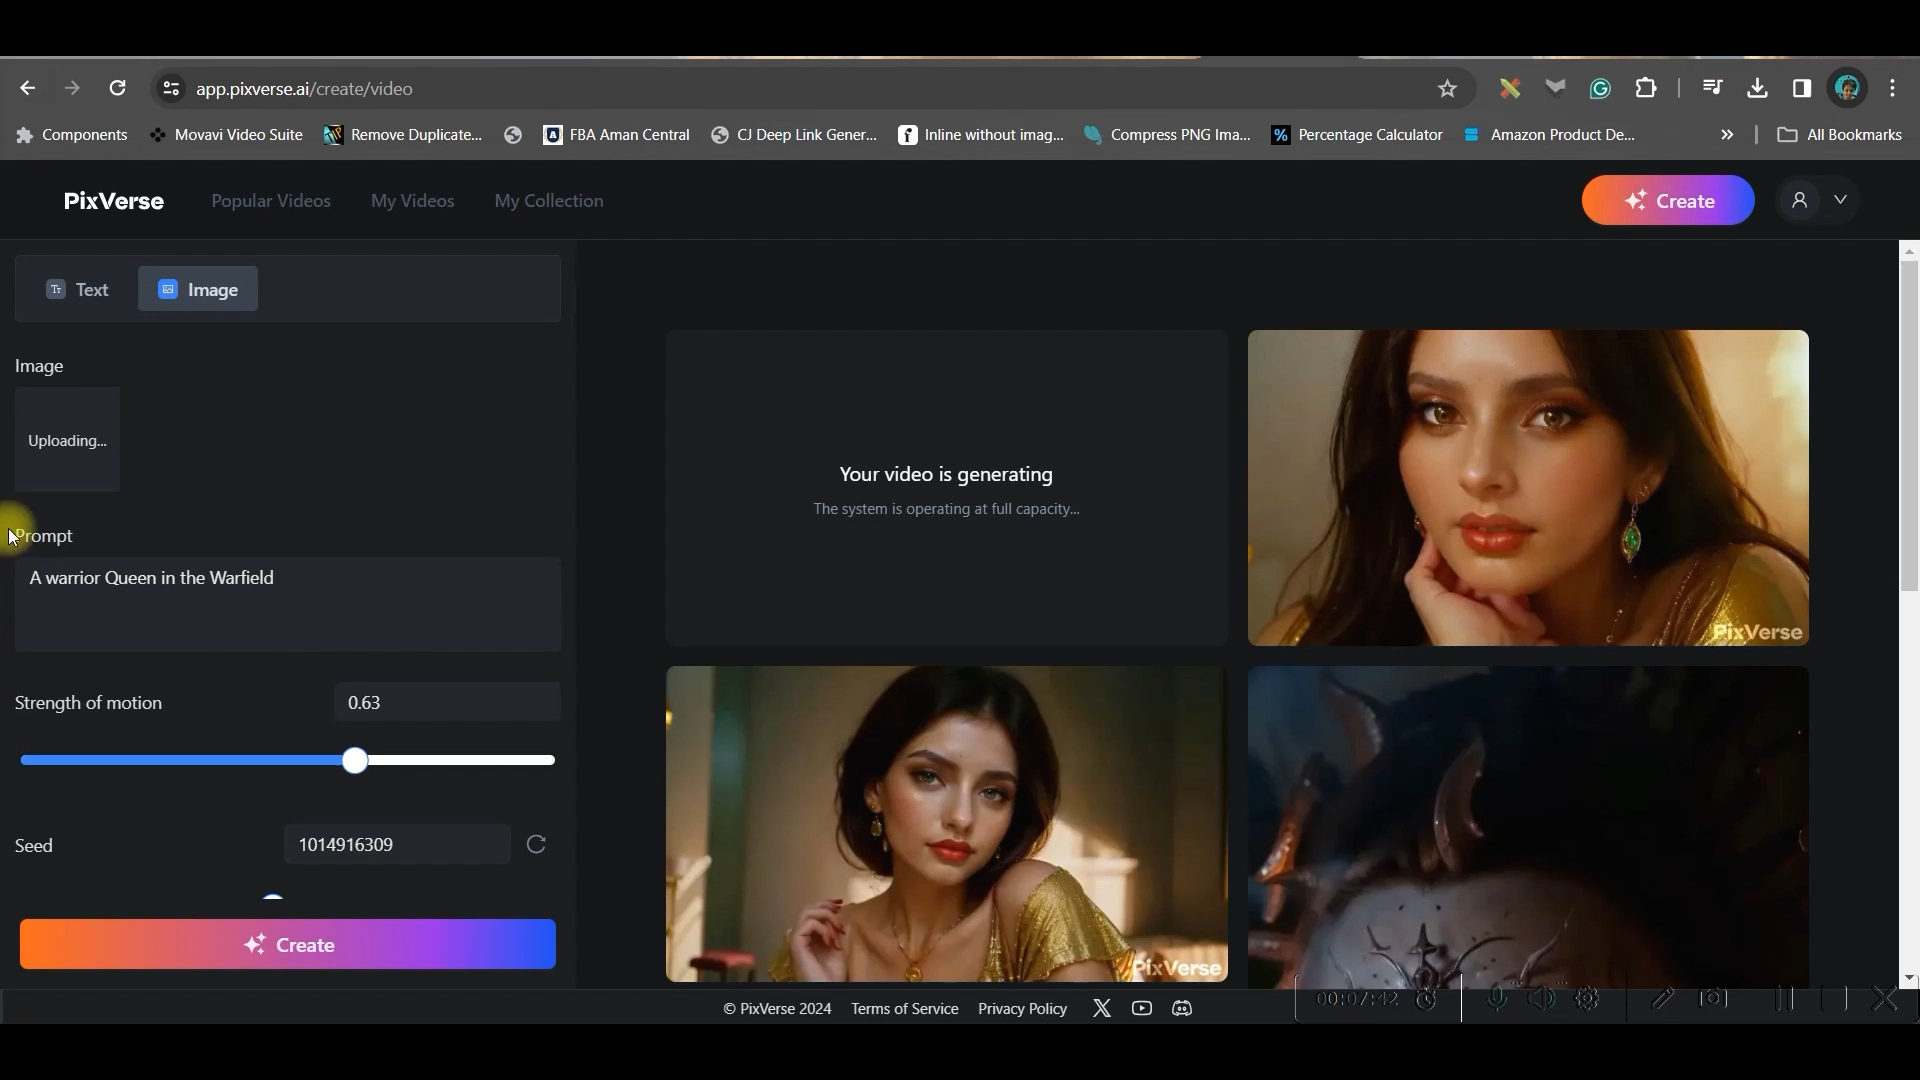 app.pixverse.ai/create/video
Components
Movavi Video Suite
Remove Duplicate...
FBA Aman Central
CJ Deep Link Gener...
Inline without imag...
Compress PNG Ima...
Percentage Calculator
Amazon Product De...
All Bookmarks
PixVerse
Popular Videos
My Videos
My Collection
Create
Text
Image
Image
Uploading...
Prompt
A warrior Queen in the Warfield
Strength of motion
0.63
Seed
1014916309
Create
Your video is generating
The system is operating at full capacity...
PixVerse
PixVerse
© PixVerse 2024
Terms of Service
Privacy Policy
00:07:42